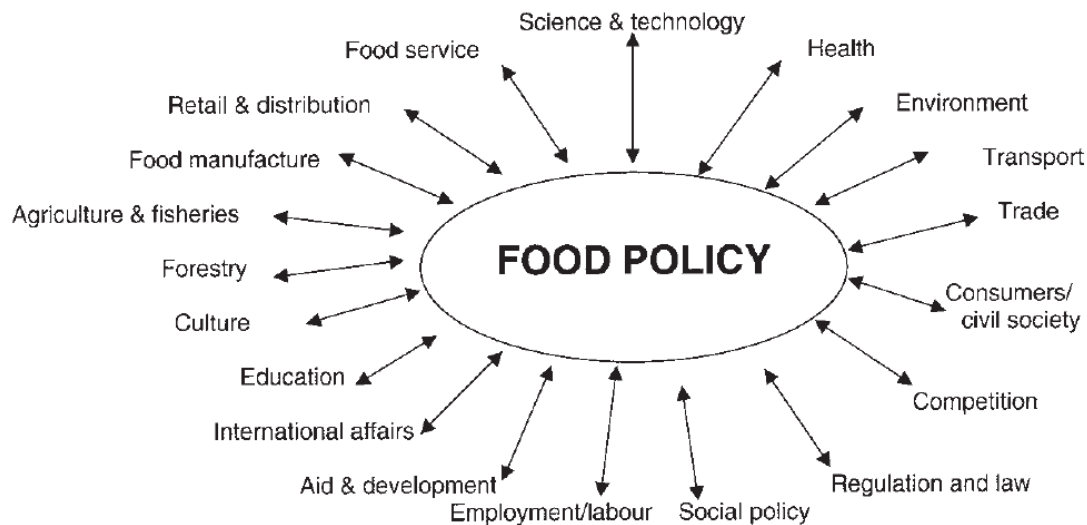 Science & technology
Food service
Health
Retail & distribution
Environment
Food manufacture
Transport
Agriculture & fisheries
Trade
FOOD POLICY
Forestry
Consumers/
civil society
Culture
Education
Competition
International affairs
Aid & development
Regulation and law
Employment/labour
Social policy